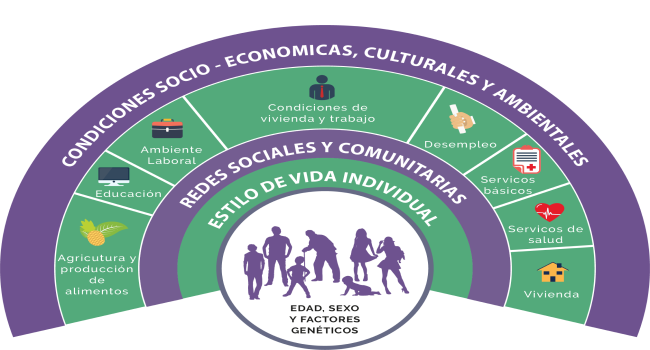 CONDICIONES SOCIO - ECONOMICAS, CULTURALES Y AMBIENTALES
Condiciones de
vivienda y trabajo
Ambiente
Laboral
Desempleo
Educación
Servicos
básicos
Agricutura y
producción
de
alimentos
Servicos de
salud
Vivienda
REDES SOCIALES Y COMUNITARIAS
ESTILO DE VIDA INDIVIDUAL
EDAD, SEXO
Y FACTORES
GENÉTICOS